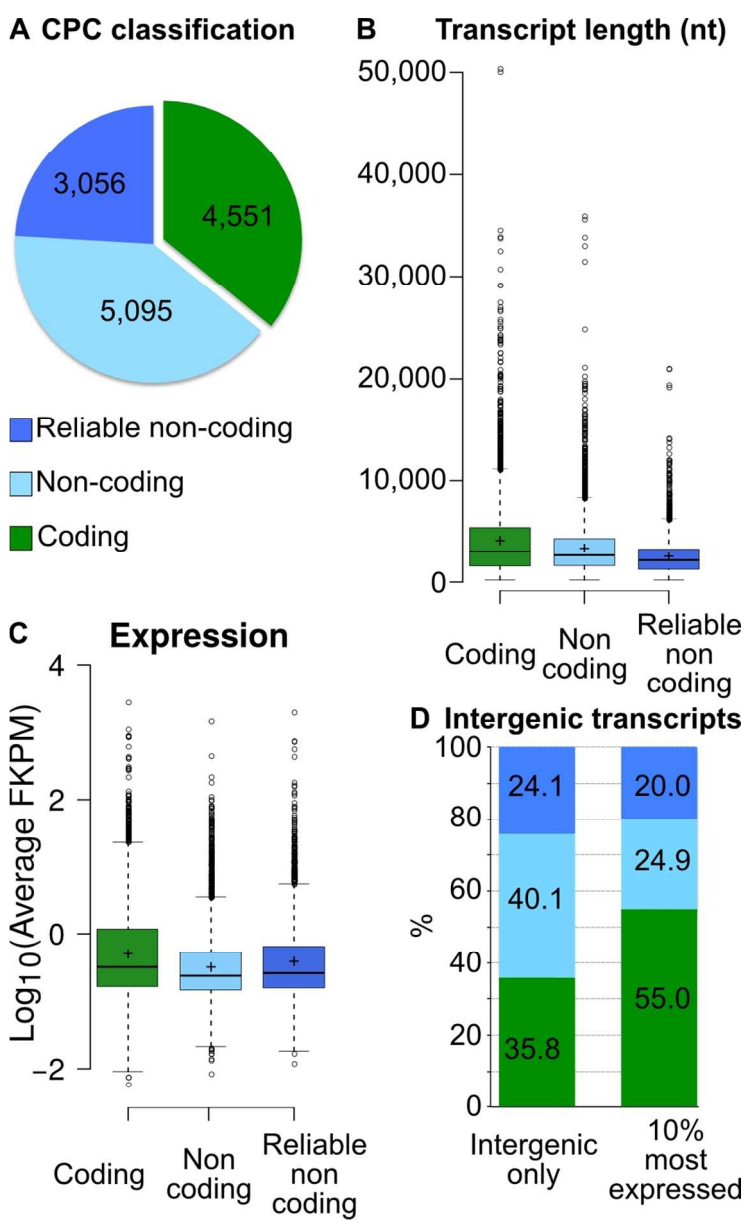 A CPC classification
3,056
4,551
5,095
Reliable non-coding
Non-coding
Coding
B Transcript length (nt)
50,000
40,000
30,000
20,000
10,000
0
Coding
Non
coding
Reliable
non
coding
C Expression
Log10(Average FKPM)
4
2
0
−2
Coding
Non
coding
Reliable
non
coding
D Intergenic transcripts
%
100
80
60
40
20
0
24.1
40.1
35.8
20.0
24.9
55.0
Intergenic
only
10%
most
expressed